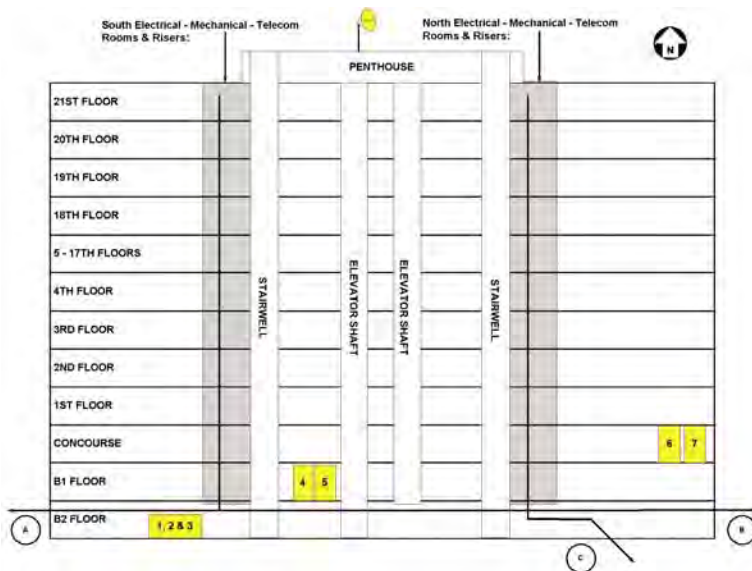 South Electrical - Mechanical - Telecom
Rooms & Risers:
North Electrical - Mechanical - Telecom
Rooms & Risers:
N
PENTHOUSE
21ST FLOOR
20TH FLOOR
19TH FLOOR
18TH FLOOR
5 - 17TH FLOORS
4TH FLOOR
3RD FLOOR
2ND FLOOR
1ST FLOOR
CONCOURSE
B1 FLOOR
B2 FLOOR
STAIRWELL
ELEVATOR SHAFT
ELEVATOR SHAFT
STAIRWELL
6
7
4
5
1, 2 & 3
A
B
C